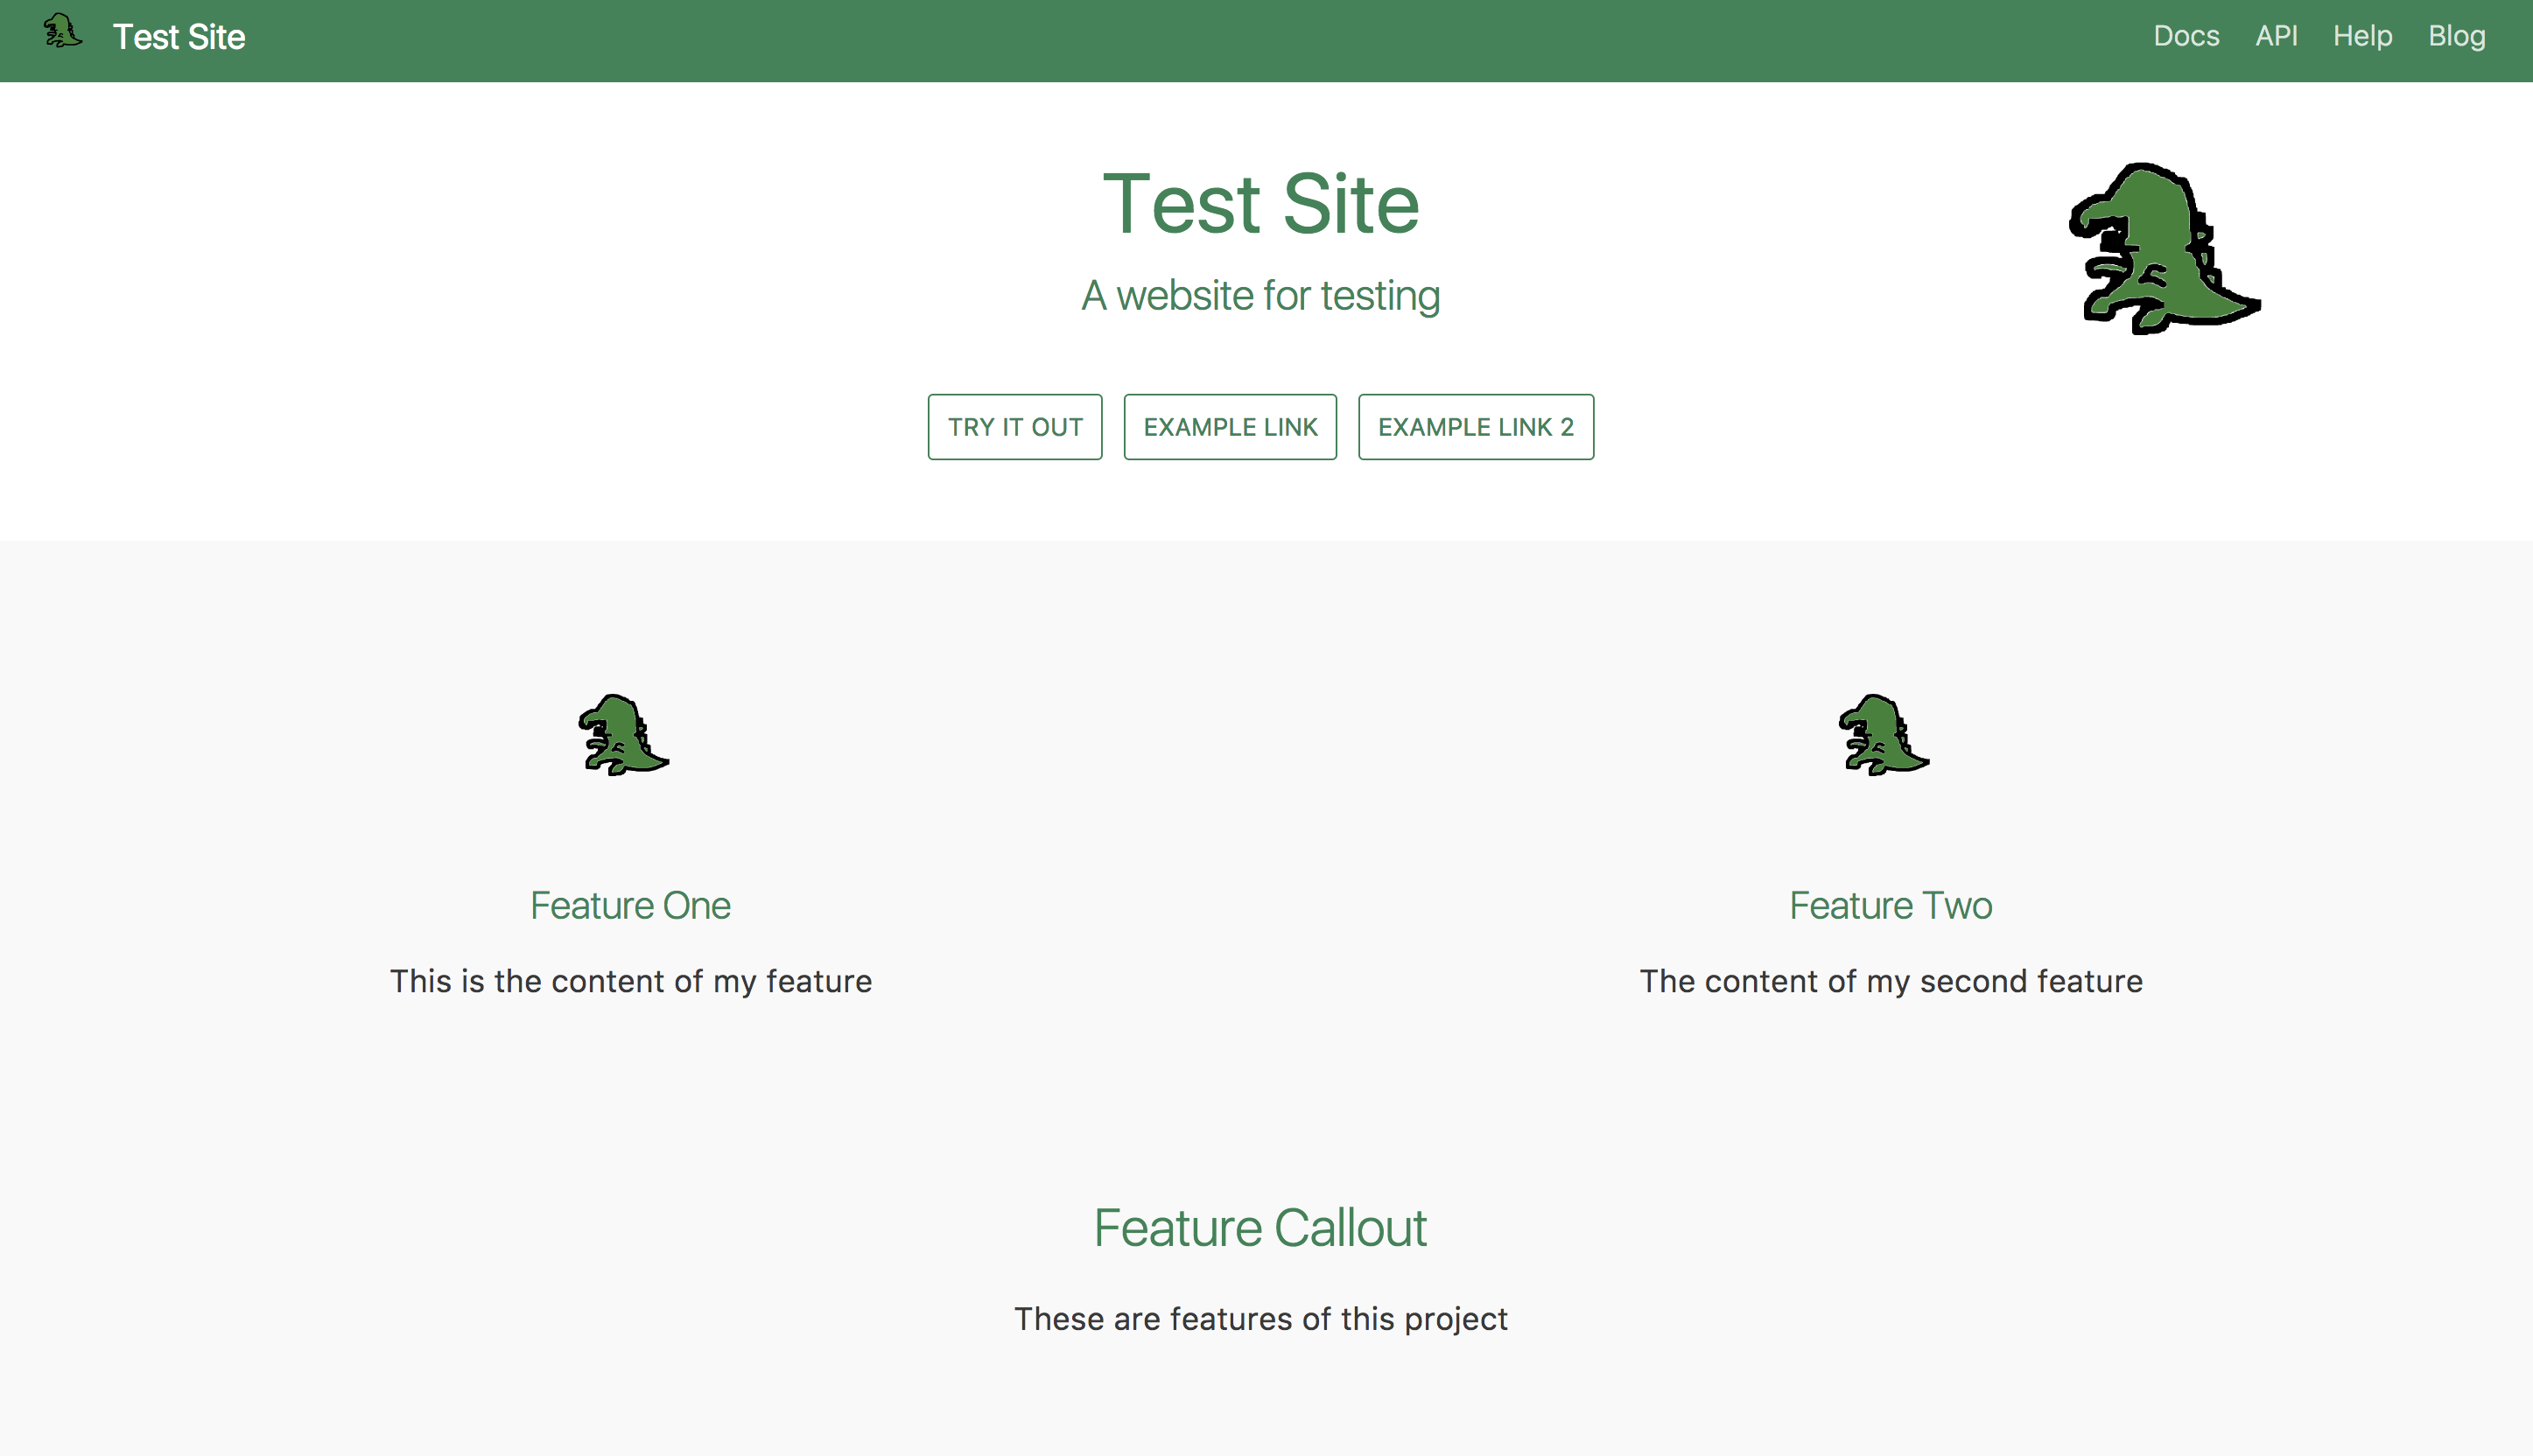 Test Site
Docs API Help Blog
Test Site
A website for testing
TRY IT OUT EXAMPLE LINK EXAMPLE LINK 2
Feature One
This is the content of my feature
Feature Two
The content of my second feature
Feature Callout
These are features of this project